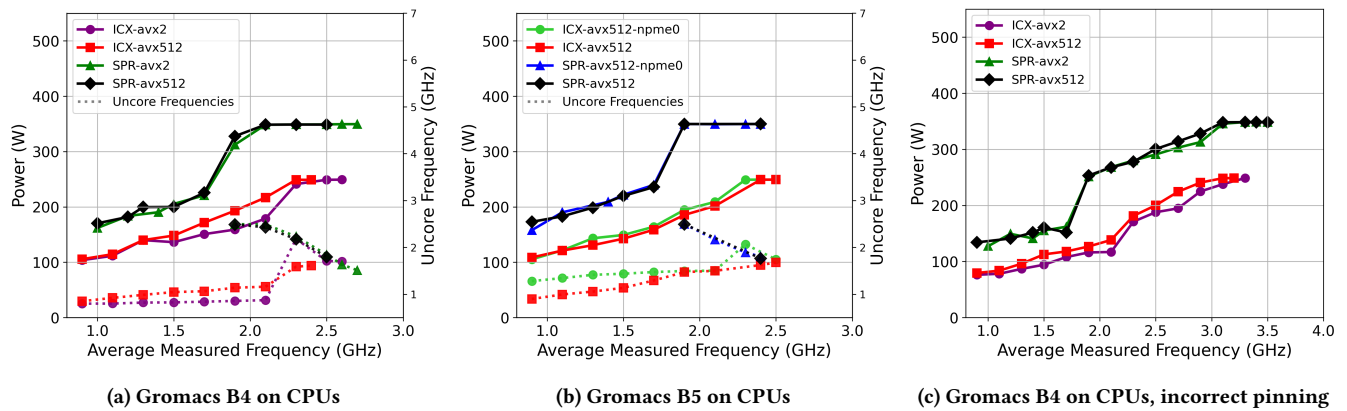 ICX-avx2
ICX-avx512
SPR-avx2
SPR-avx512
Uncore Frequencies
Power (W)
0
100
200
300
400
500
1.0 1.5 2.0 2.5 3.0
Average Measured Frequency (GHz)
1
2
3
4
5
6
7
Uncore Frequency (GHz)
(a) Gromacs B4 on CPUs
ICX-avx512-npme0
ICX-avx512
SPR-avx512-npme0
SPR-avx512
Uncore Frequencies
Power (W)
0
100
200
300
400
500
1.0 1.5 2.0 2.5 3.0
Average Measured Frequency (GHz)
1
2
3
4
5
6
7
Uncore Frequency (GHz)
(b) Gromacs B5 on CPUs
ICX-avx2
ICX-avx512
SPR-avx2
SPR-avx512
Power (W)
0
100
200
300
400
500
1.0 1.5 2.0 2.5 3.0 3.5 4.0
Average Measured Frequency (GHz)
(c) Gromacs B4 on CPUs, incorrect pinning